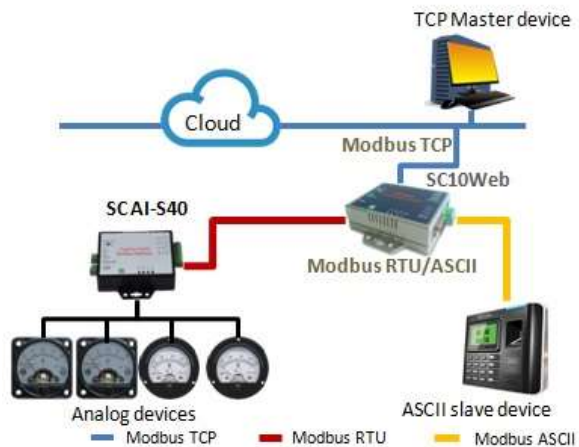 TCP Master device
Cloud
Modbus TCP
SC10Web
SCAI-S40
Modbus RTU/ASCII
Analog devices
ASCII slave device
Modbus TCP
Modbus RTU
Modbus ASCII